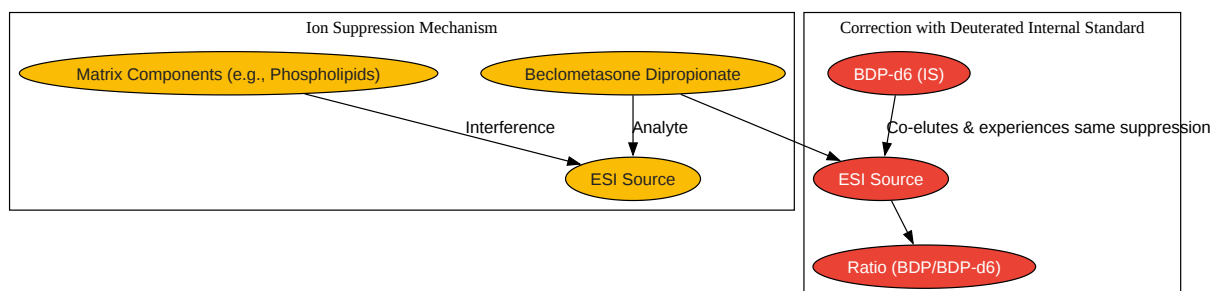 Ion Suppression Mechanism
Matrix Components (e.g., Phospholipids)
Beclometasone Dipropionate
Interference
Analyte
ESI Source
Correction with Deuterated Internal Standard
BDP-d6 (IS)
Co-elutes & experiences same suppression
ESI Source
Ratio (BDP/BDP-d6)